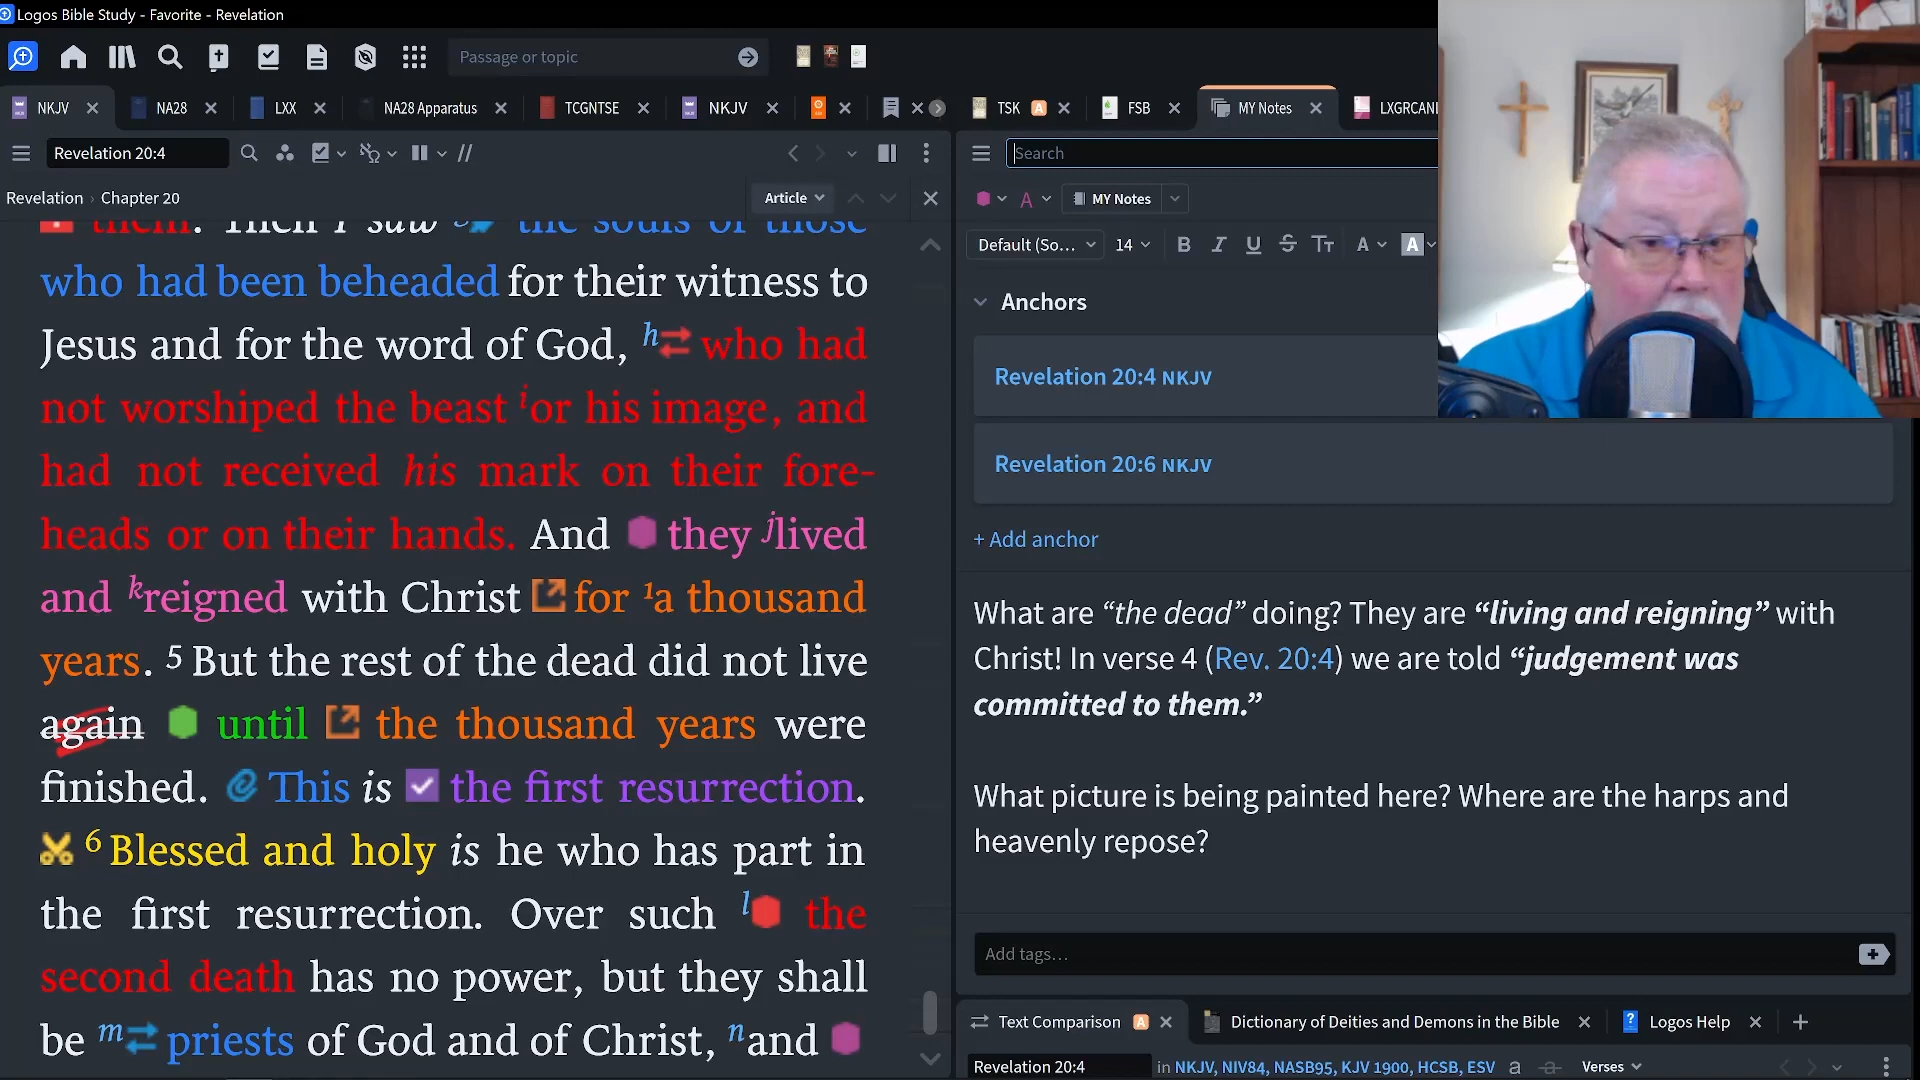 Logos Bible Study - Favorite - Revelation
Passage or topic
NKJV
NA28
LXX
NA28 Apparatus
TCGNTSE
NKJV
TSK A
FSB
MY Notes
Revelation 20:4
Search
Revelation › Chapter 20
Article
MY Notes
Default (So...
14
B I U S Tт A A
them. Then I saw the souls of those
who had been beheaded for their witness to
Jesus and for the word of God, h who had
not worshiped the beast i or his image, and
had not received his mark on their fore-
heads or on their hands. And they j lived
and k reigned with Christ for 1 a thousand
years. 5 But the rest of the dead did not live
again until the thousand years were
finished. This is the first resurrection.
6 Blessed and holy is he who has part in
the first resurrection. Over such l the
second death has no power, but they shall
be m priests of God and of Christ, n and
Anchors
Revelation 20:4 NKJV
Revelation 20:6 NKJV
+ Add anchor
What are “the dead” doing? They are “living and reigning” with
Christ! In verse 4 (Rev. 20:4) we are told “judgement was
committed to them.”
What picture is being painted here? Where are the harps and
heavenly repose?
Add tags...
Text Comparison A
Dictionary of Deities and Demons in the Bible
Logos Help
Revelation 20:4
in NKJV, NIV84, NASB95, KJV 1900, HCSB, ESV
a
a
Verses